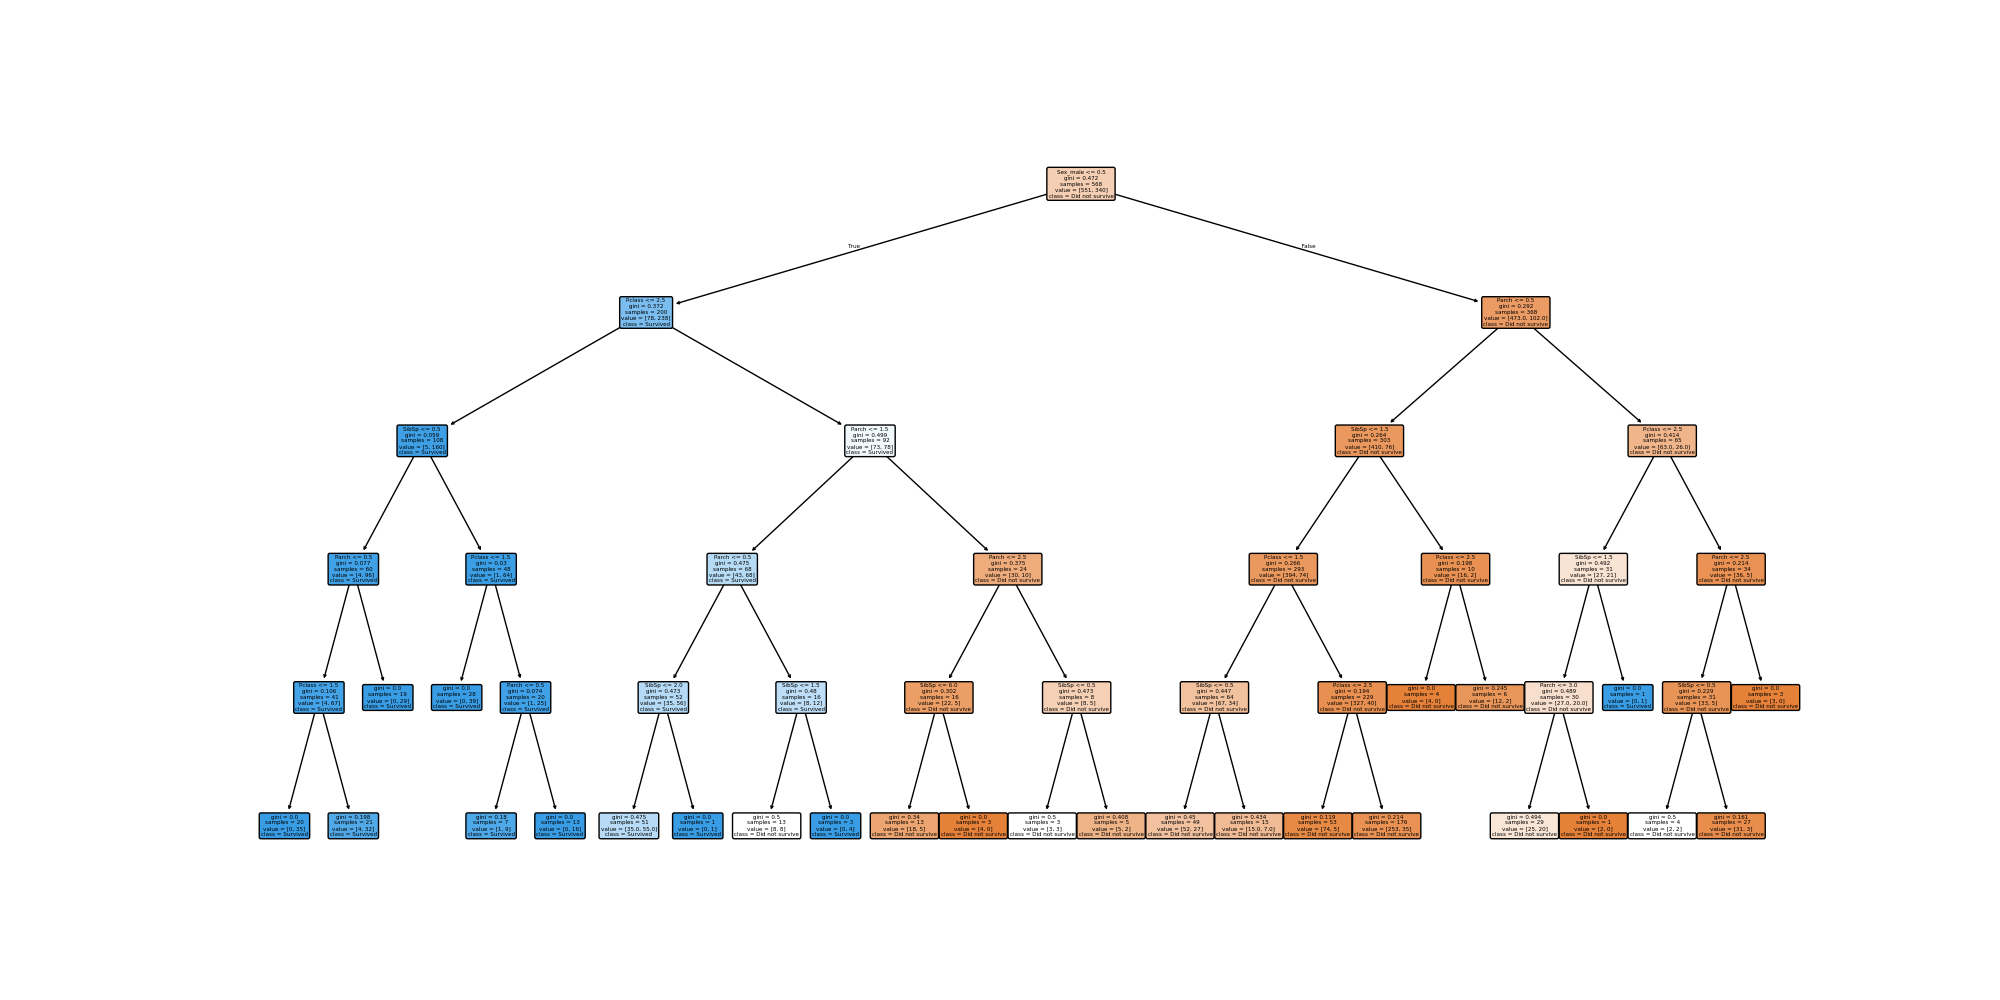 Sex_male <= 0.5
gini = 0.472
samples = 568
value = [551, 340]
class = Did not survive
True
False
Pclass <= 2.5
gini = 0.372
samples = 200
value = [78, 238]
class = Survived
Parch <= 0.5
gini = 0.292
samples = 368
value = [473.0, 102.0]
class = Did not survive
SibSp <= 0.5
gini = 0.059
samples = 108
value = [5, 160]
class = Survived
Parch <= 1.5
gini = 0.499
samples = 92
value = [73, 78]
class = Survived
SibSp <= 1.5
gini = 0.264
samples = 303
value = [410, 76]
class = Did not survive
Pclass <= 2.5
gini = 0.414
samples = 65
value = [63.0, 26.0]
class = Did not survive
Parch <= 0.5
gini = 0.077
samples = 60
value = [4, 96]
class = Survived
Pclass <= 1.5
gini = 0.03
samples = 48
value = [1, 64]
class = Survived
Parch <= 0.5
gini = 0.475
samples = 68
value = [43, 68]
class = Survived
Parch <= 2.5
gini = 0.375
samples = 24
value = [30, 10]
class = Did not survive
Pclass <= 1.5
gini = 0.266
samples = 293
value = [394, 74]
class = Did not survive
Pclass <= 2.5
gini = 0.198
samples = 10
value = [16, 2]
class = Did not survive
SibSp <= 1.5
gini = 0.492
samples = 31
value = [27, 21]
class = Did not survive
Parch <= 2.5
gini = 0.214
samples = 34
value = [36, 5]
class = Did not survive
Pclass <= 1.5
gini = 0.106
samples = 41
value = [4, 67]
class = Survived
gini = 0.0
samples = 19
value = [0, 29]
class = Survived
gini = 0.0
samples = 28
value = [0, 39]
class = Survived
Parch <= 0.5
gini = 0.074
samples = 20
value = [1, 25]
class = Survived
SibSp <= 2.0
gini = 0.473
samples = 52
value = [35, 56]
class = Survived
SibSp <= 1.5
gini = 0.48
samples = 16
value = [8, 12]
class = Survived
SibSp <= 6.0
gini = 0.302
samples = 16
value = [22, 5]
class = Did not survive
SibSp <= 0.5
gini = 0.473
samples = 8
value = [8, 5]
class = Did not survive
SibSp <= 0.5
gini = 0.447
samples = 64
value = [67, 34]
class = Did not survive
Pclass <= 2.5
gini = 0.194
samples = 229
value = [327, 40]
class = Did not survive
gini = 0.0
samples = 4
value = [4, 0]
class = Did not survive
gini = 0.245
samples = 6
value = [12, 2]
class = Did not survive
Parch <= 3.0
gini = 0.489
samples = 30
value = [27.0, 20.0]
class = Did not survive
gini = 0.0
samples = 1
value = [0, 1]
class = Survived
SibSp <= 0.5
gini = 0.229
samples = 31
value = [33, 5]
class = Did not survive
gini = 0.0
samples = 3
value = [3, 0]
class = Did not survive
gini = 0.0
samples = 20
value = [0, 35]
class = Survived
gini = 0.198
samples = 21
value = [4, 32]
class = Survived
gini = 0.18
samples = 7
value = [1, 9]
class = Survived
gini = 0.0
samples = 13
value = [0, 16]
class = Survived
gini = 0.475
samples = 51
value = [35.0, 55.0]
class = Survived
gini = 0.0
samples = 1
value = [0, 1]
class = Survived
gini = 0.5
samples = 13
value = [8, 8]
class = Did not survive
gini = 0.0
samples = 3
value = [0, 4]
class = Survived
gini = 0.34
samples = 13
value = [18, 5]
class = Did not survive
gini = 0.0
samples = 3
value = [4, 0]
class = Did not survive
gini = 0.5
samples = 3
value = [3, 3]
class = Did not survive
gini = 0.408
samples = 5
value = [5, 2]
class = Did not survive
gini = 0.45
samples = 49
value = [52, 27]
class = Did not survive
gini = 0.434
samples = 15
value = [15.0, 7.0]
class = Did not survive
gini = 0.119
samples = 53
value = [74, 5]
class = Did not survive
gini = 0.214
samples = 176
value = [253, 35]
class = Did not survive
gini = 0.494
samples = 29
value = [25, 20]
class = Did not survive
gini = 0.0
samples = 1
value = [2, 0]
class = Did not survive
gini = 0.5
samples = 4
value = [2, 2]
class = Did not survive
gini = 0.161
samples = 27
value = [31, 3]
class = Did not survive